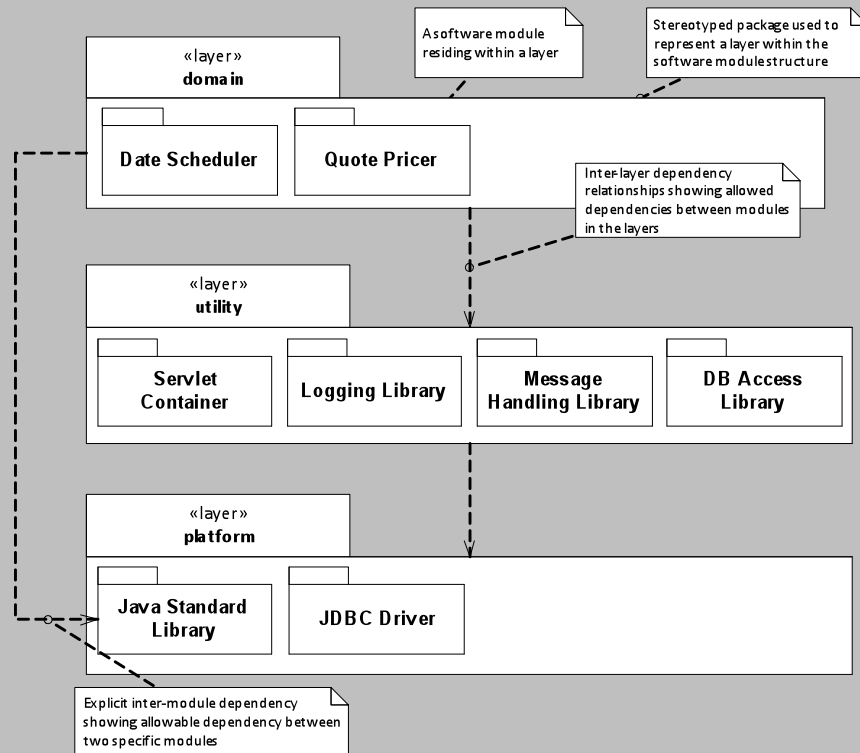 A software module
residing within a layer
Stereotyped package used to
represent a layer within the
software module structure
«layer»
domain
Date Scheduler
Quote Pricer
Inter-layer dependency
relationships showing allowed
dependencies between modules
in the layers
«layer»
utility
Servlet
Container
Logging Library
Message
Handling Library
DB Access
Library
«layer»
platform
Java Standard
Library
JDBC Driver
Explicit inter-module dependency
showing allowable dependency between
two specific modules